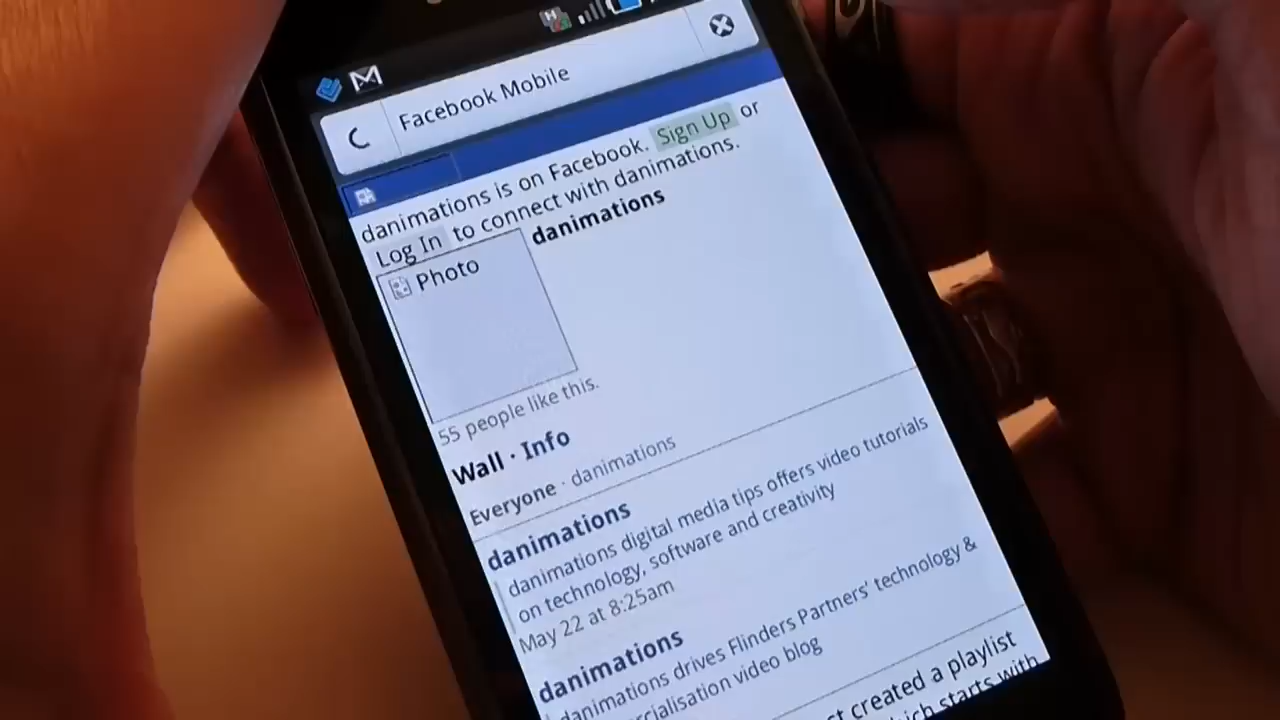 Facebook Mobile
danimations is on Facebook. Sign Up or
Log In to connect with danimations.
Photo
danimations
55 people like this.
Wall · Info
Everyone · danimations
danimations
danimations digital media tips offers video tutorials
on technology, software and creativity
May 22 at 8:25am
danimations
danimations drives Flinders Partners' technology &
video blog
created a playlist
starts with